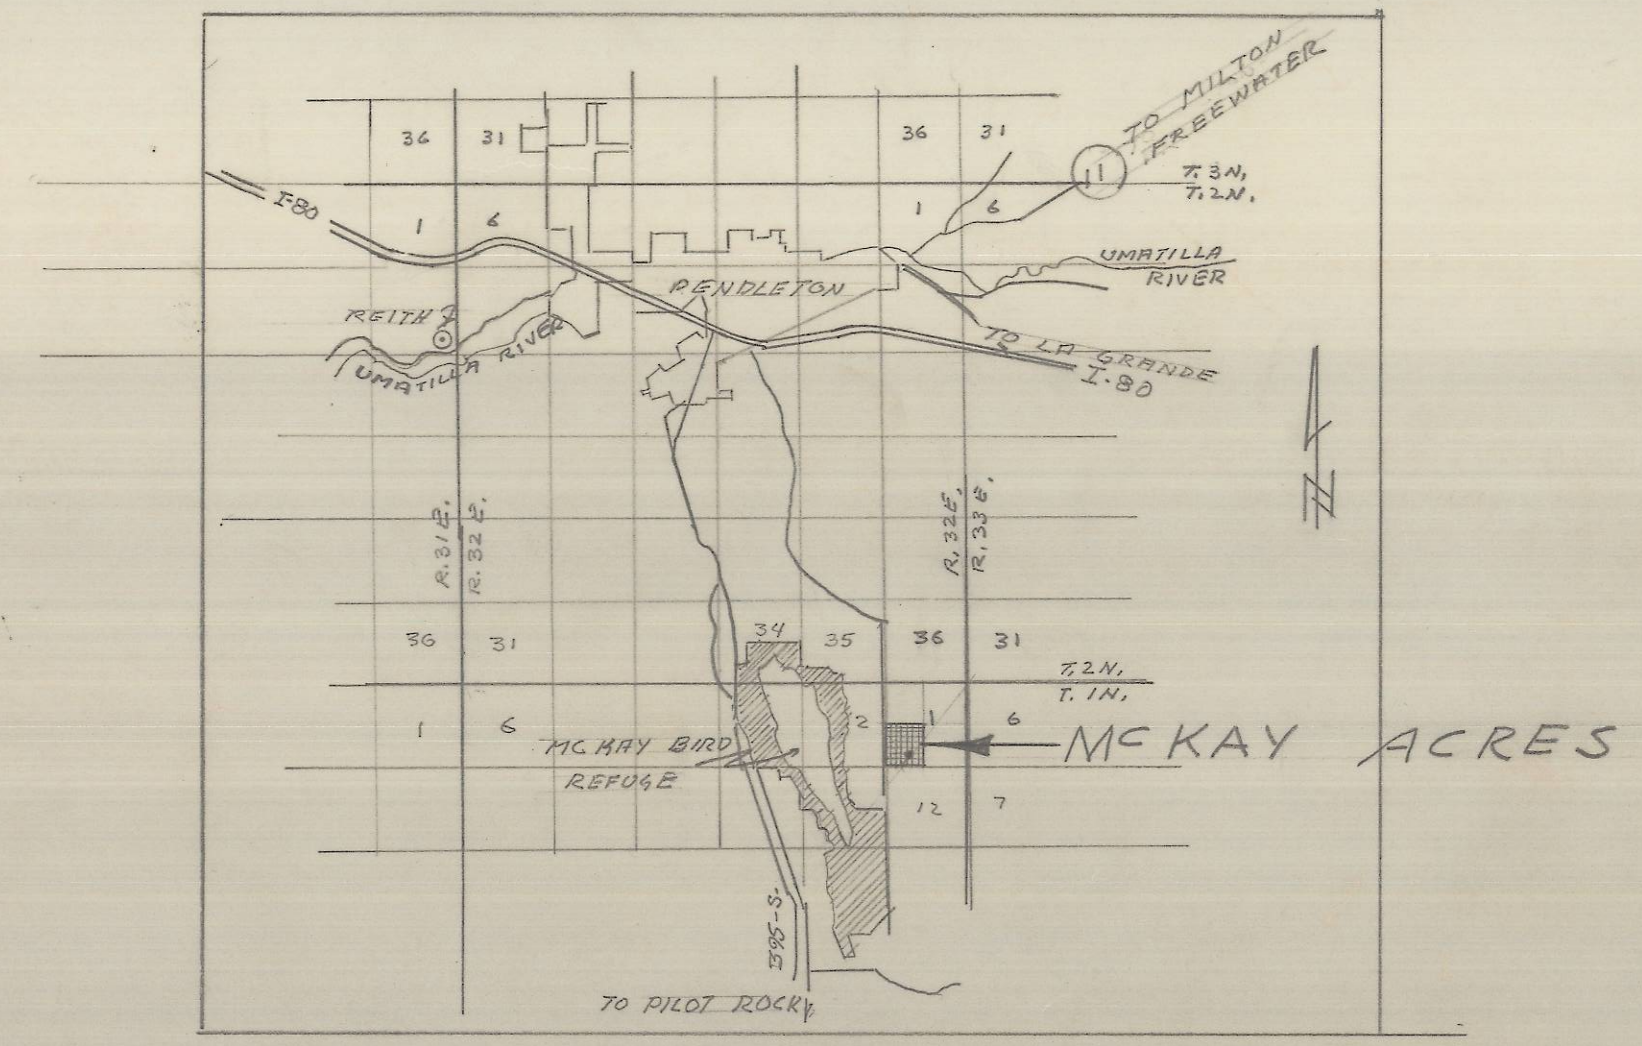 TO MILTON
FREEWATER
11
36 31
36 31
T. 3N,
T. 2N.
I-80
1 6
1 6
UMATILLA
RIVER
PENDLETON
REITH
UMATILLA RIVER
TO LA GRANDE
I-80
N
R. 31 E.
R. 32 E.
R. 32E.
R. 33 E.
36 31
34 35 36 31
T. 2N.
T. 1N.
1 6
2 1 6
MCKAY BIRD
REFUGE
MCKAY ACRES
12 7
395-S.
TO PILOT ROCK